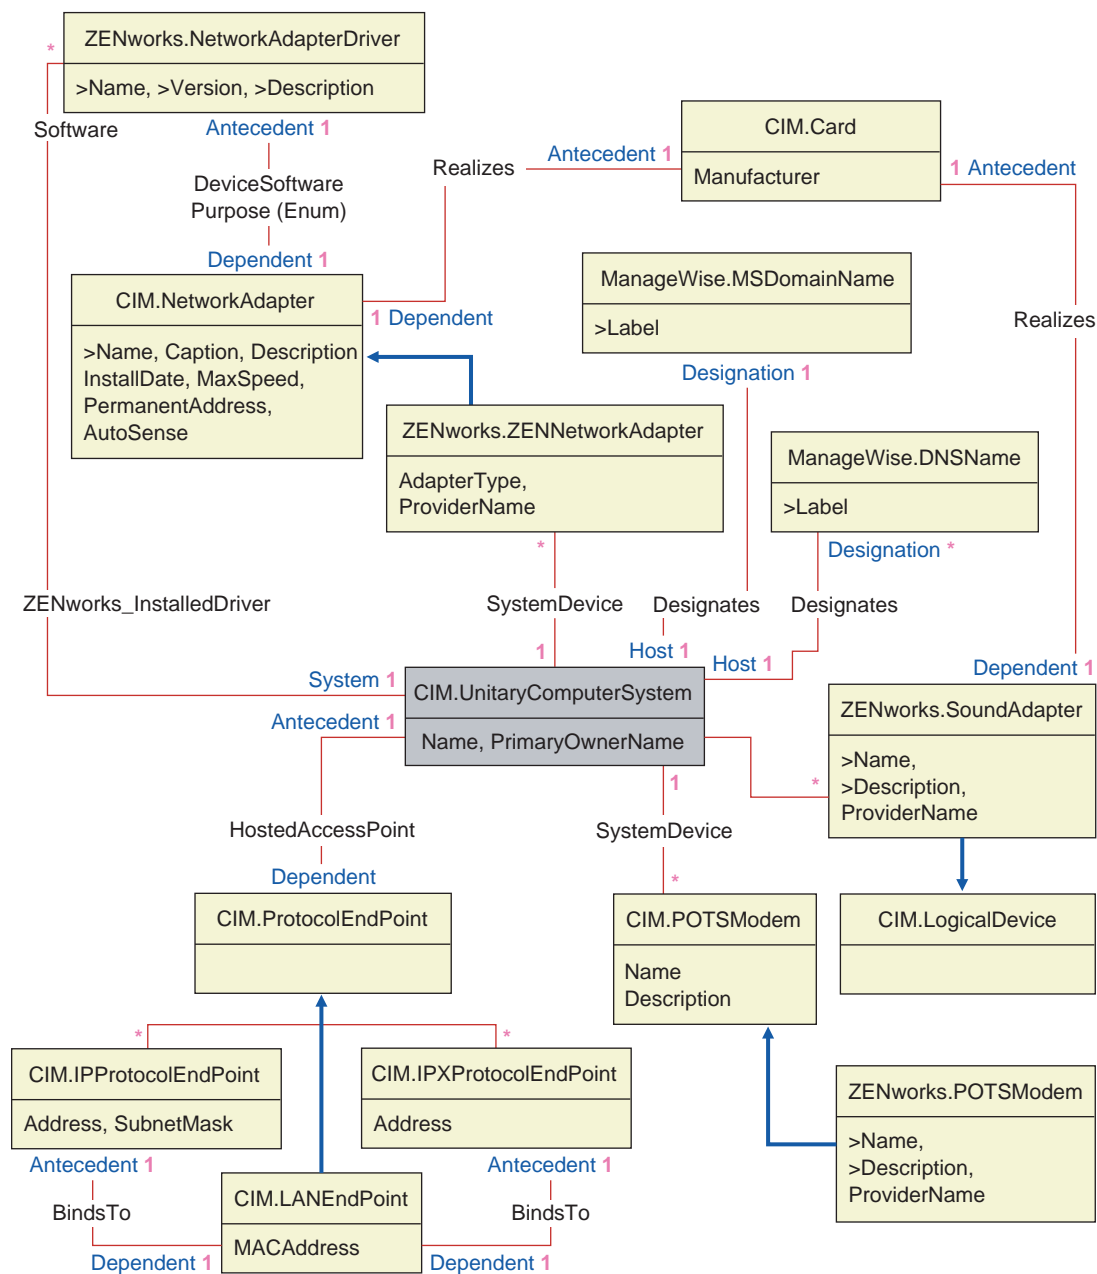 ZENworks.NetworkAdapterDriver
*
>Name, >Version, >Description
Software
Antecedent 1
DeviceSoftware
Purpose (Enum)
Dependent 1
Realizes
Antecedent 1
CIM.Card
Manufacturer
1 Antecedent
Realizes
CIM.NetworkAdapter
>Name, Caption, Description
InstallDate, MaxSpeed,
PermanentAddress,
AutoSense
1 Dependent
ManageWise.MSDomainName
>Label
Designation 1
ZENworks.ZENNetworkAdapter
AdapterType,
ProviderName
*
ManageWise.DNSName
>Label
Designation *
ZENworks_InstalledDriver
SystemDevice
Designates
Designates
1
Host 1
Host 1
Dependent 1
System 1
Antecedent 1
CIM.UnitaryComputerSystem
Name, PrimaryOwnerName
ZENworks.SoundAdapter
>Name,
>Description,
ProviderName
*
1
HostedAccessPoint
Dependent
SystemDevice
*
CIM.ProtocolEndPoint
CIM.POTSModem
Name
Description
CIM.LogicalDevice
*
*
CIM.IPProtocolEndPoint
Address, SubnetMask
CIM.IPXProtocolEndPoint
Address
ZENworks.POTSModem
>Name,
>Description,
ProviderName
Antecedent 1
Antecedent 1
BindsTo
CIM.LANEndPoint
MACAddress
BindsTo
Dependent 1
Dependent 1